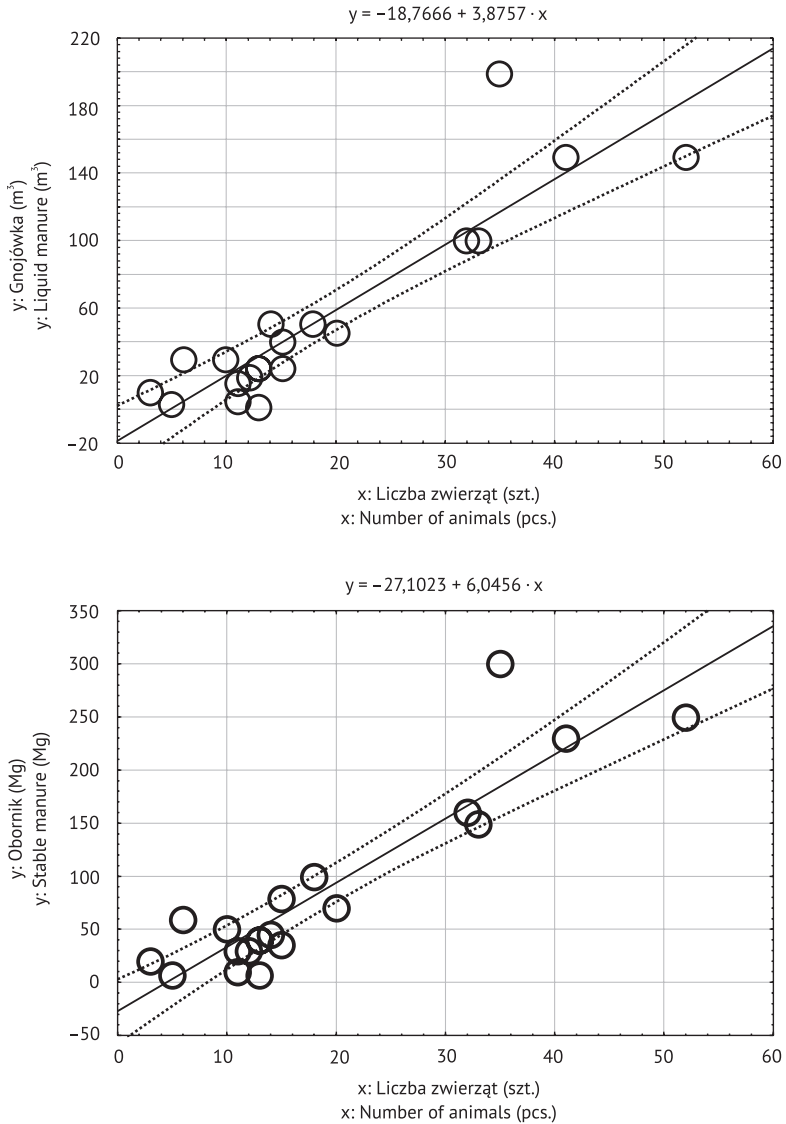 y = −18,7666 + 3,8757 · x
220
180
140
100
60
20
−20
y: Gnojówka (m³)
y: Liquid manure (m³)
0 10 20 30 40 50 60
x: Liczba zwierząt (szt.)
x: Number of animals (pcs.)
y = −27,1023 + 6,0456 · x
350
300
250
200
150
100
50
0
−50
y: Obornik (Mg)
y: Stable manure (Mg)
0 10 20 30 40 50 60
x: Liczba zwierząt (szt.)
x: Number of animals (pcs.)